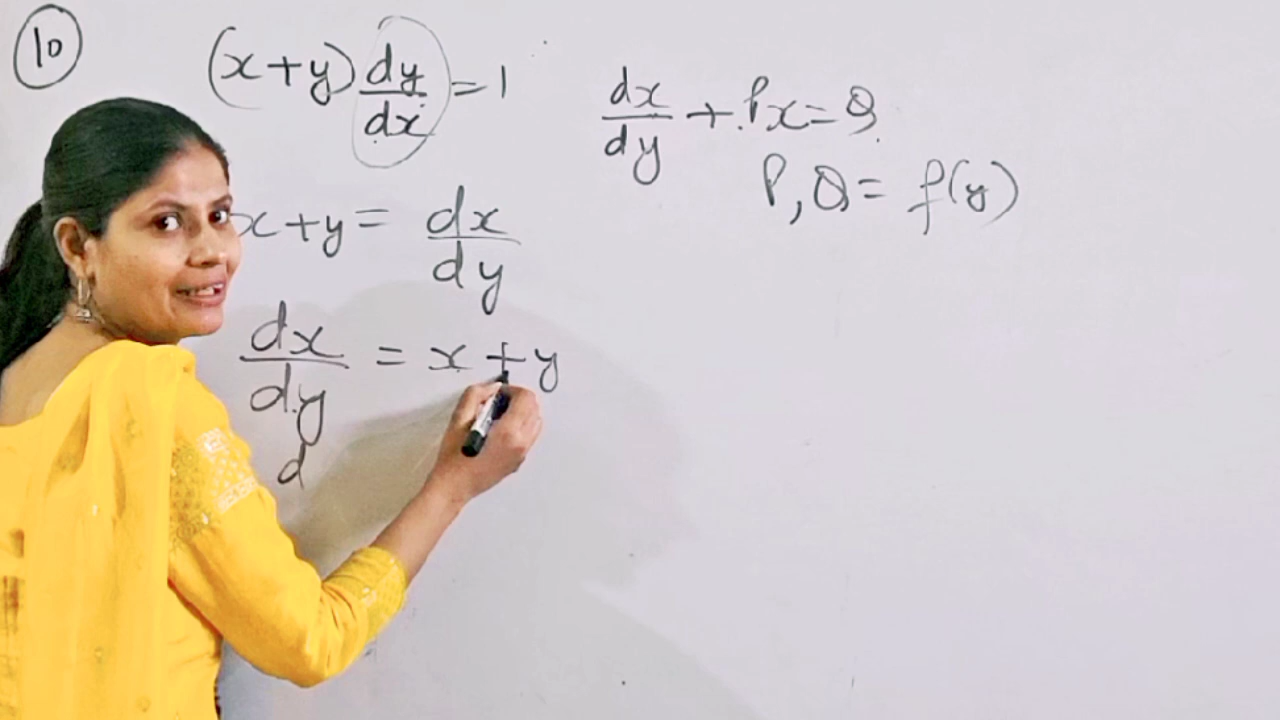 10
(x+y) dy/dx = 1
dx/dy + Px = Q
P, Q = f(y)
x+y = dx/dy
dx/dy = x + y
d